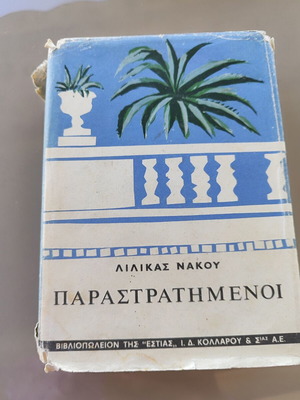 ΛΙΛΙΚΑΣ ΝΑΚΟΥ
ΠΑΡΑΣΤΡΑΤΗΜΕΝΟΙ
ΒΙΒΛΙΟΠΩΛΕΙΟΝ ΤΗΣ "ΕΣΤΙΑΣ,, Ι. Δ. ΚΟΛΛΑΡΟΥ & ΣΙΑΣ Α.Ε.